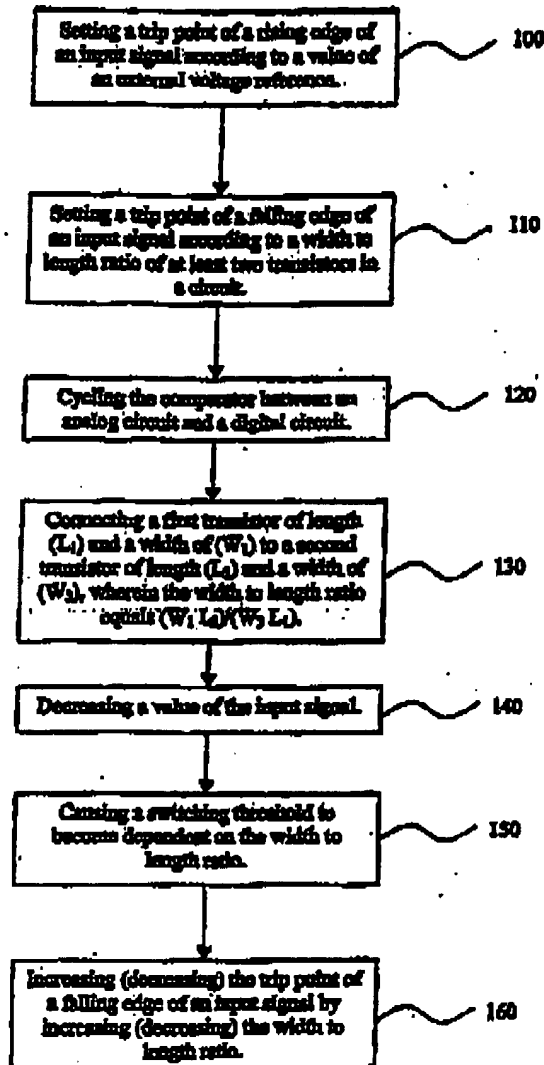 Setting a trip point of a rising edge of
an input signal according to a value of
an external voltage reference.
100
Setting a trip point of a falling edge of
an input signal according to a width to
length ratio of at least two transistors in
a circuit.
110
Cycling the comparator between an
analog circuit and a digital circuit.
120
Connecting a first transistor of length
(L₁) and a width of (W₁) to a second
transistor of length (L₂) and a width of
(W₂), wherein the width to length ratio
equals (W₁ L₂)/(W₂ L₁).
130
Decreasing a value of the input signal.
140
Causing a switching threshold to
become dependent on the width to
length ratio.
150
Increasing (decreasing) the trip point of
a falling edge of an input signal by
increasing (decreasing) the width to
length ratio.
160